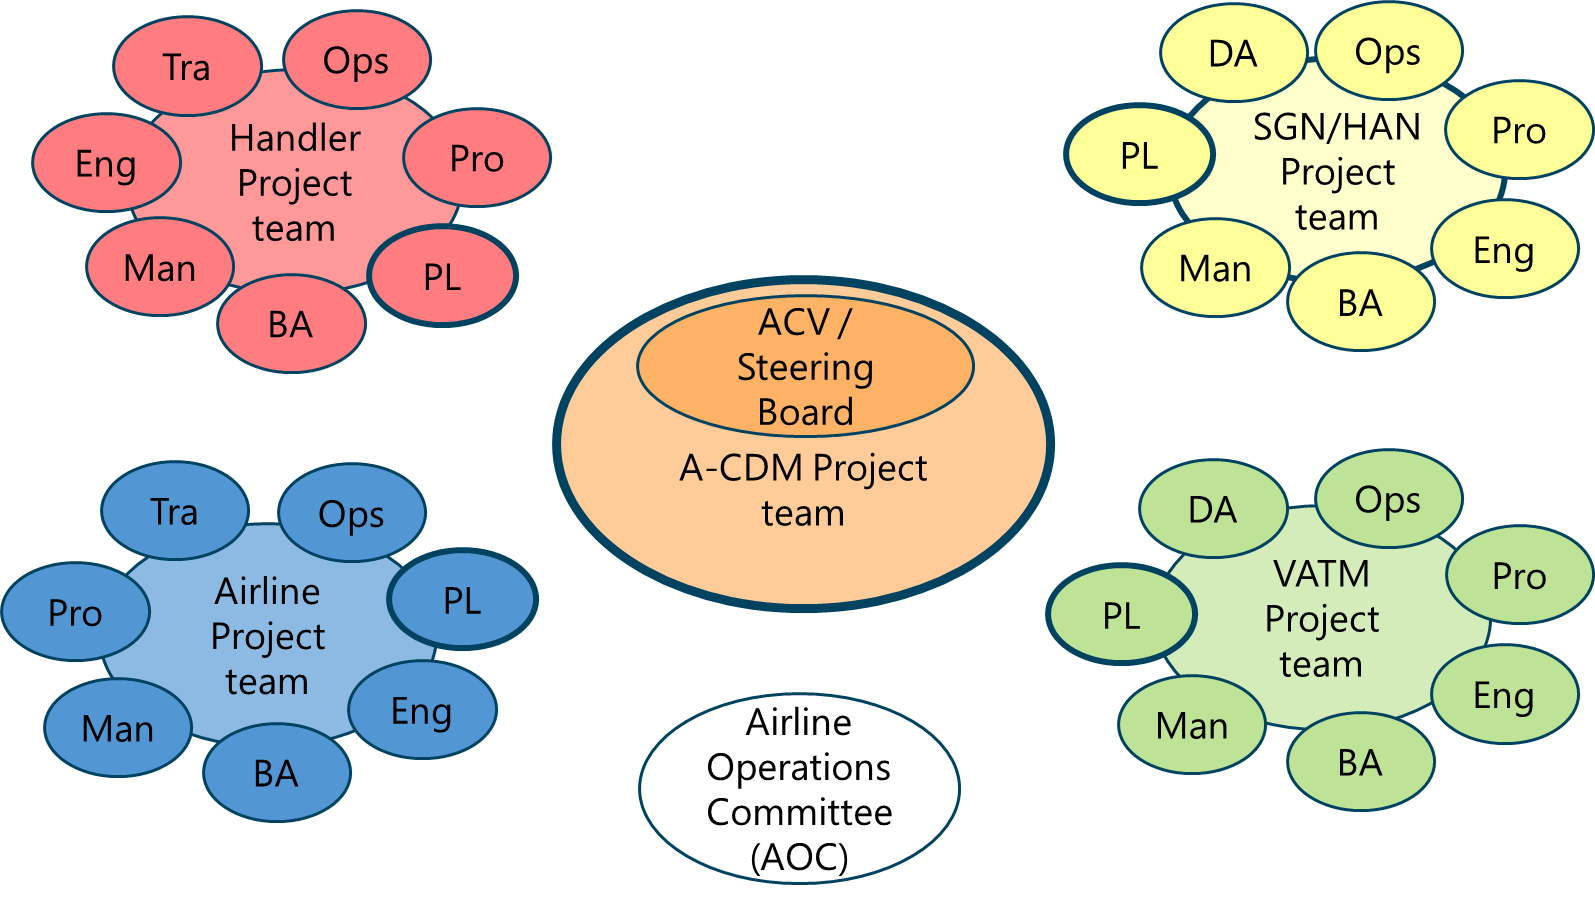 Tra
Ops
Eng
Handler
Project
team
Pro
Man
BA
PL
DA
Ops
PL
SGN/HAN
Project
team
Pro
Man
BA
Eng
ACV /
Steering
Board
A-CDM Project
team
Tra
Ops
Pro
Airline
Project
team
PL
Man
BA
Eng
DA
Ops
PL
VATM
Project
team
Pro
Man
BA
Eng
Airline
Operations
Committee
(AOC)